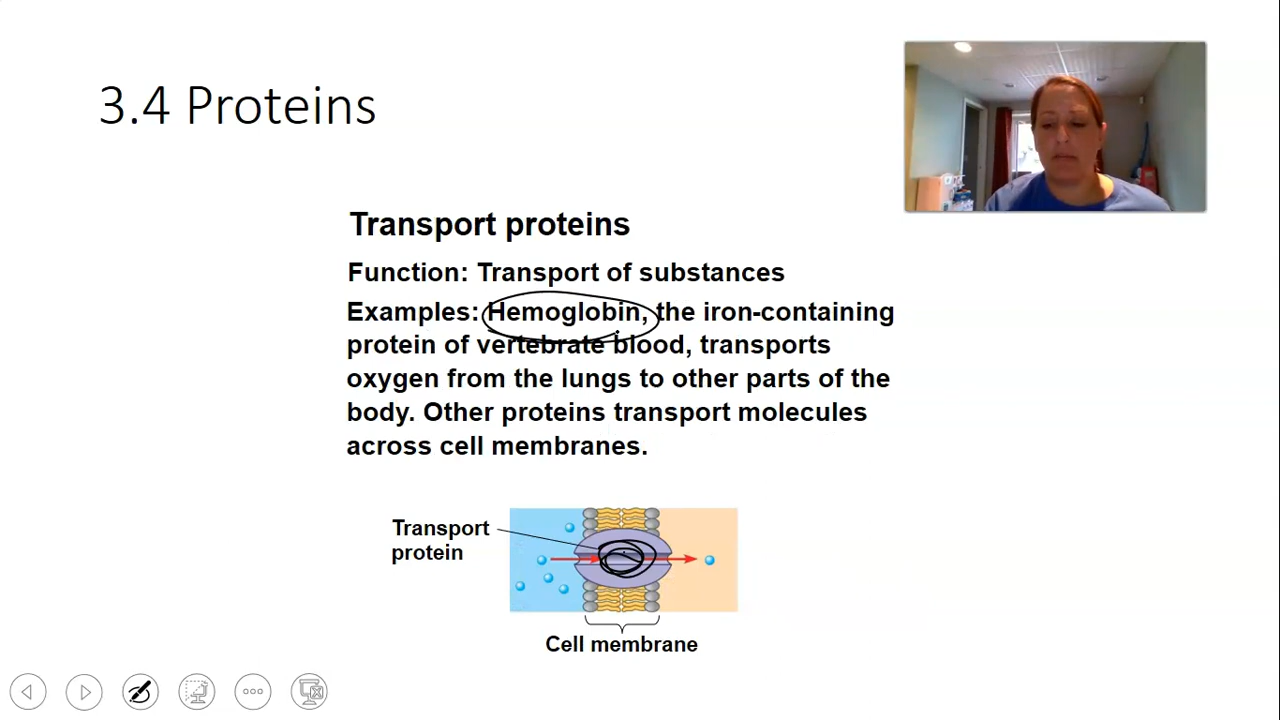 3.4 Proteins
Transport proteins
Function: Transport of substances
Examples: Hemoglobin, the iron-containing
protein of vertebrate blood, transports
oxygen from the lungs to other parts of the
body. Other proteins transport molecules
across cell membranes.
Transport
protein
Cell membrane